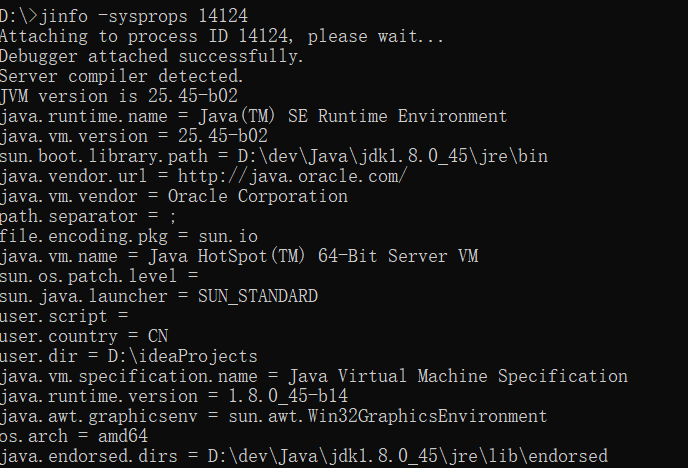 D:\>jinfo -sysprops 14124
Attaching to process ID 14124, please wait...
Debugger attached successfully.
Server compiler detected.
JVM version is 25.45-b02
java.runtime.name = Java(TM) SE Runtime Environment
java.vm.version = 25.45-b02
sun.boot.library.path = D:\dev\Java\jdk1.8.0_45\jre\bin
java.vendor.url = http://java.oracle.com/
java.vm.vendor = Oracle Corporation
path.separator = ;
file.encoding.pkg = sun.io
java.vm.name = Java HotSpot(TM) 64-Bit Server VM
sun.os.patch.level =
sun.java.launcher = SUN_STANDARD
user.script =
user.country = CN
user.dir = D:\ideaProjects
java.vm.specification.name = Java Virtual Machine Specification
java.runtime.version = 1.8.0_45-b14
java.awt.graphicsenv = sun.awt.Win32GraphicsEnvironment
os.arch = amd64
java.endorsed.dirs = D:\dev\Java\jdk1.8.0_45\jre\lib\endorsed